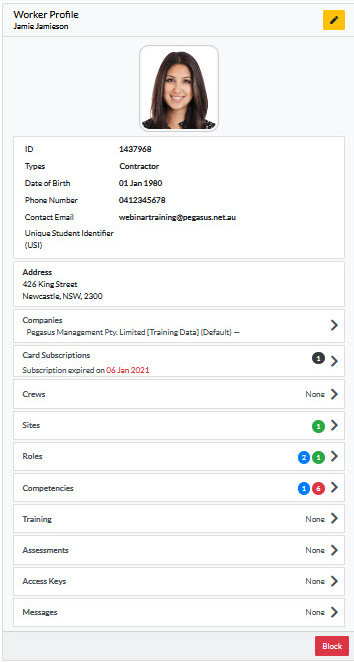 Worker Profile
Jamie Jamieson
ID 1437968
Types Contractor
Date of Birth 01 Jan 1980
Phone Number 0412345678
Contact Email webinartraining@pegasus.net.au
Unique Student Identifier
(USI)
Address
426 King Street
Newcastle, NSW, 2300
Companies
Pegasus Management Pty. Limited [Training Data] (Default) —
Card Subscriptions 1
Subscription expired on 06 Jan 2021
Crews None
Sites 1
Roles 2 1
Competencies 1 6
Training None
Assessments None
Access Keys None
Messages None
Block